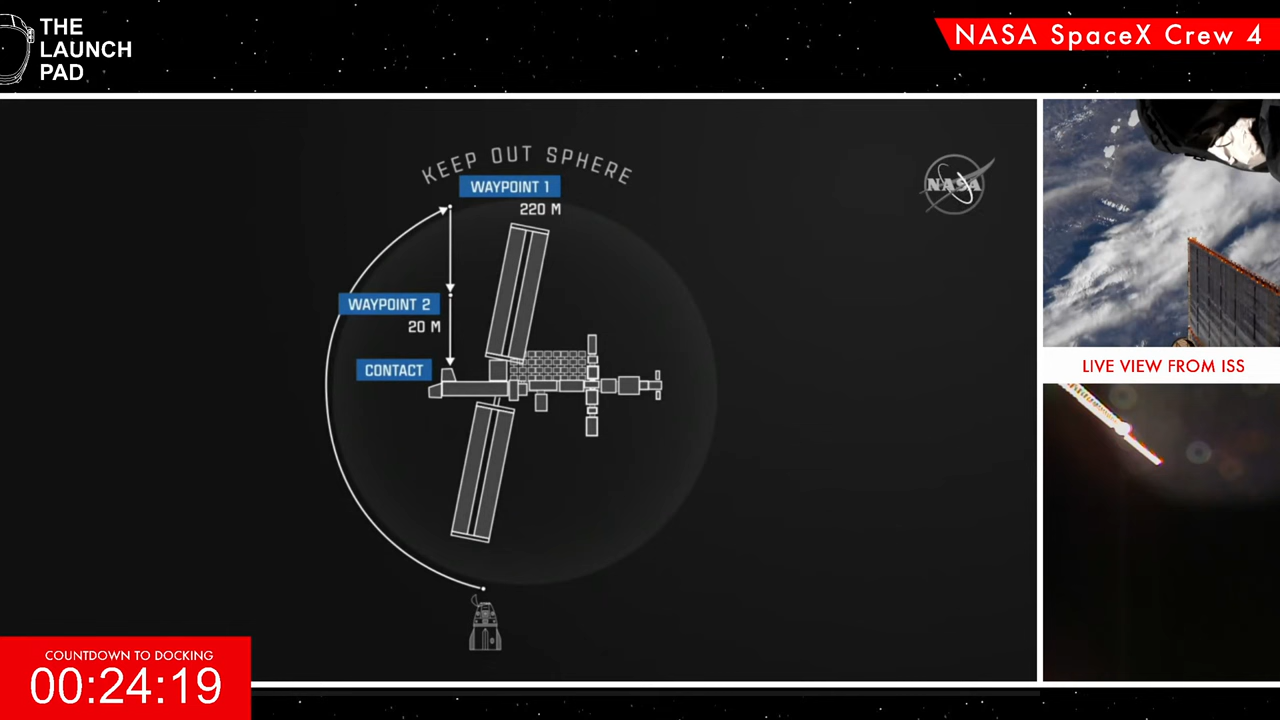 THE
LAUNCH
PAD
NASA SpaceX Crew 4
KEEP OUT SPHERE
WAYPOINT 1
220 M
NASA
WAYPOINT 2
20 M
CONTACT
LIVE VIEW FROM ISS
COUNTDOWN TO DOCKING
00:24:19